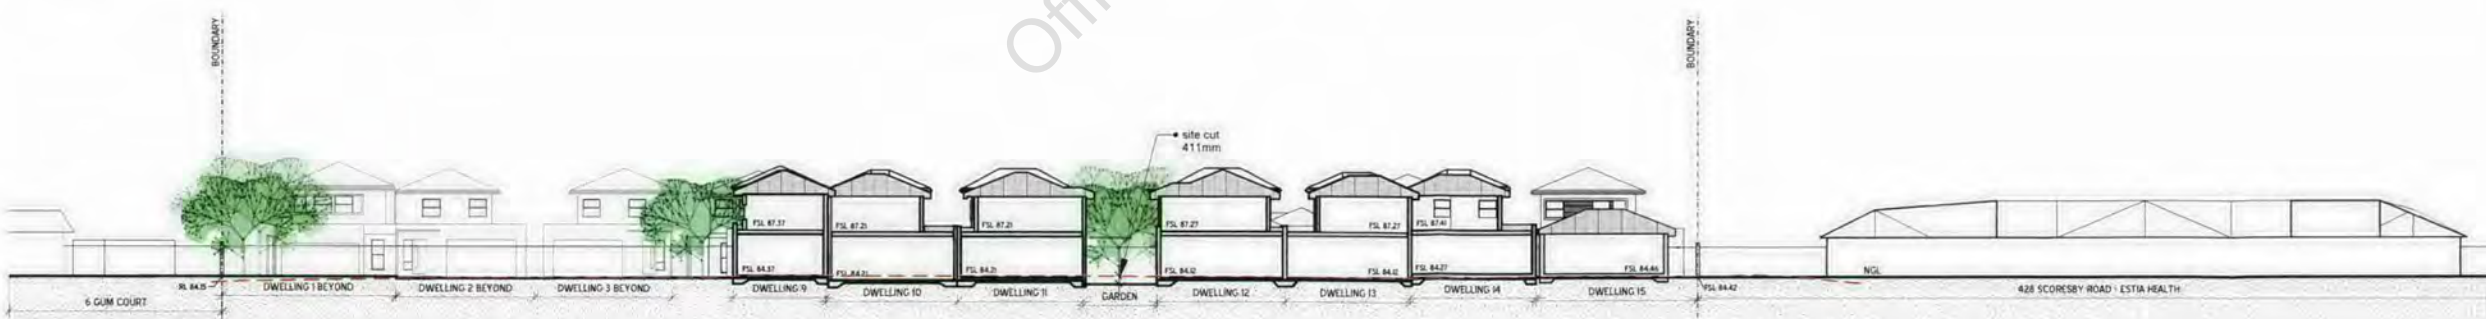 Offi
BOUNDARY
BOUNDARY
site cut
411mm
FSL 87.37
FSL 87.21
FSL 87.21
FSL 87.27
FSL 87.27
FSL 87.41
FSL 84.37
FSL 84.21
FSL 84.21
FSL 84.12
FSL 84.12
FSL 84.27
FSL 84.46
NGL
RL 84.15
DWELLING 1 BEYOND
DWELLING 2 BEYOND
DWELLING 3 BEYOND
DWELLING 9
DWELLING 10
DWELLING 11
GARDEN
DWELLING 12
DWELLING 13
DWELLING 14
DWELLING 15
FSL 84.42
6 GUM COURT
428 SCORESBY ROAD - ESTIA HEALTH